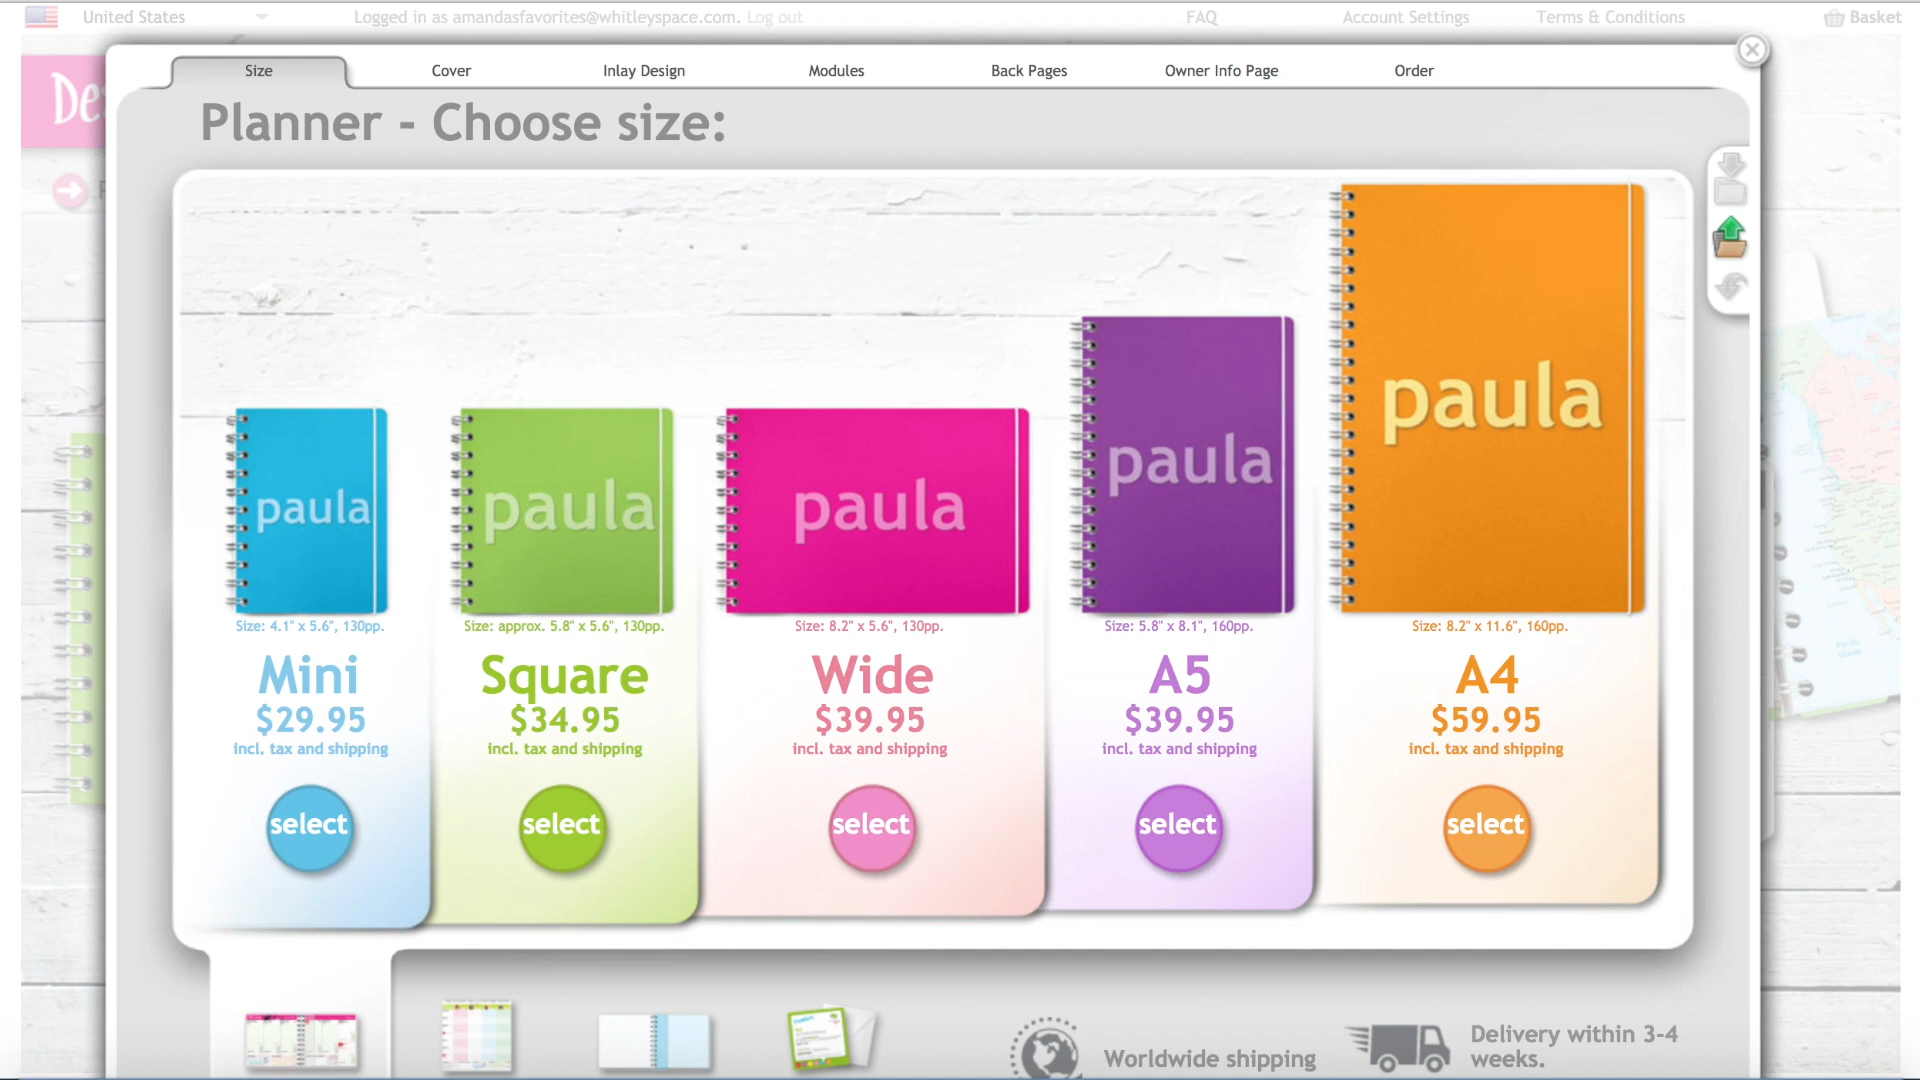 United States
Logged in as amandasfavorites@whitleyspace.com. Log out
FAQ
Account Settings
Terms & Conditions
Basket
Size
Cover
Inlay Design
Modules
Back Pages
Owner Info Page
Order
Planner - Choose size:
paula
paula
paula
paula
paula
Size: 4.1" x 5.6", 130pp.
Mini
$29.95
incl. tax and shipping
select
Size: approx. 5.8" x 5.6", 130pp.
Square
$34.95
incl. tax and shipping
select
Size: 8.2" x 5.6", 130pp.
Wide
$39.95
incl. tax and shipping
select
Size: 5.8" x 8.1", 160pp.
A5
$39.95
incl. tax and shipping
select
Size: 8.2" x 11.6", 160pp.
A4
$59.95
incl. tax and shipping
select
Worldwide shipping
Delivery within 3-4
weeks.